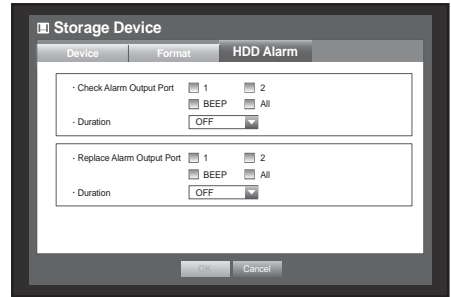 Storage Device
Device Format HDD Alarm
· Check Alarm Output Port 1 2
BEEP All
· Duration OFF
· Replace Alarm Output Port 1 2
BEEP All
· Duration OFF
OK Cancel